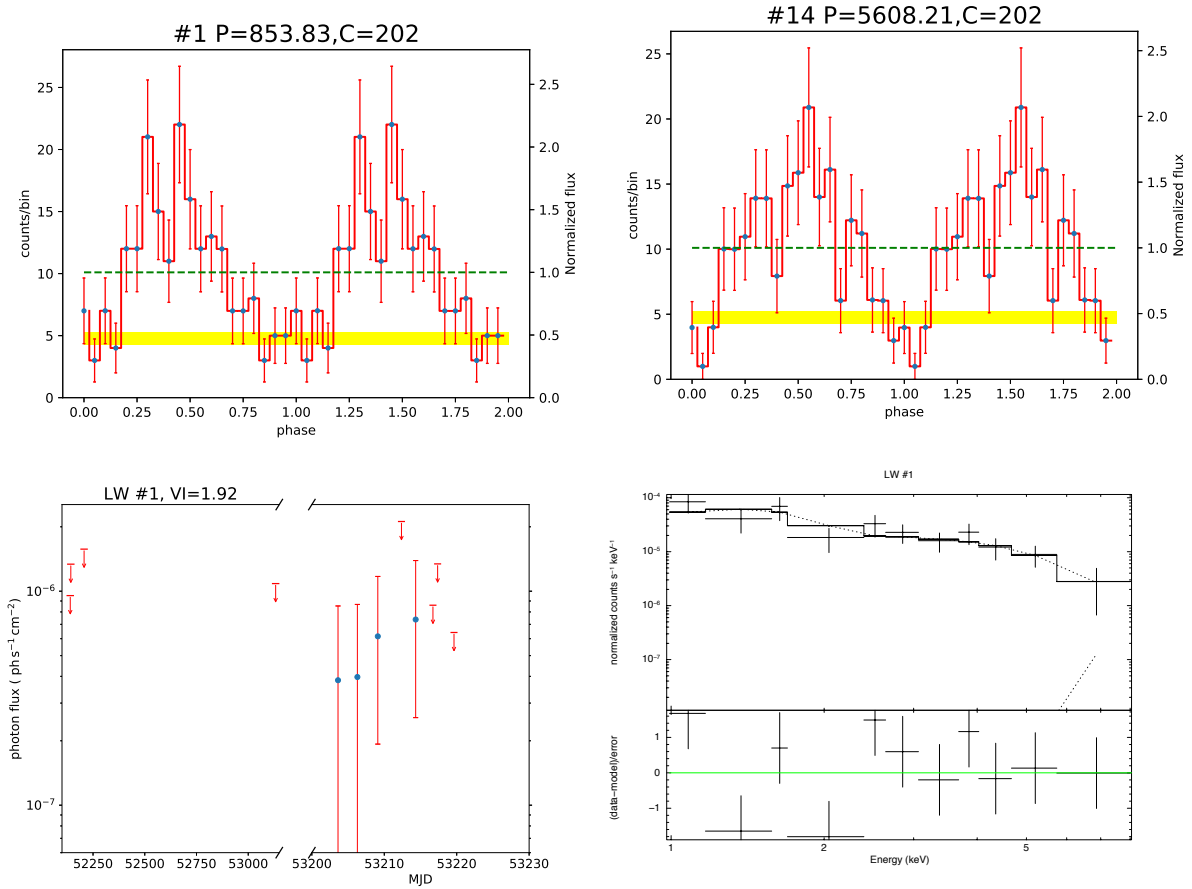 #1 P=853.83,C=202
25
20
15
10
5
0
counts/bin
2.5
2.0
1.5
1.0
0.5
0.0
Normalized flux
0.00 0.25 0.50 0.75 1.00 1.25 1.50 1.75 2.00
phase
#14 P=5608.21,C=202
25
20
15
10
5
0
counts/bin
2.5
2.0
1.5
1.0
0.5
0.0
Normalized flux
0.00 0.25 0.50 0.75 1.00 1.25 1.50 1.75 2.00
phase
LW #1, VI=1.92
10⁻⁶
10⁻⁷
photon flux ( ph s⁻¹ cm⁻²)
52250 52500 52750 53000 53200 53210 53220 53230
MJD
LW #1
10⁻⁴
10⁻⁵
10⁻⁶
10⁻⁷
normalized counts s⁻¹ keV⁻¹
1
0
−1
(data−model)/error
1 2 5
Energy (keV)